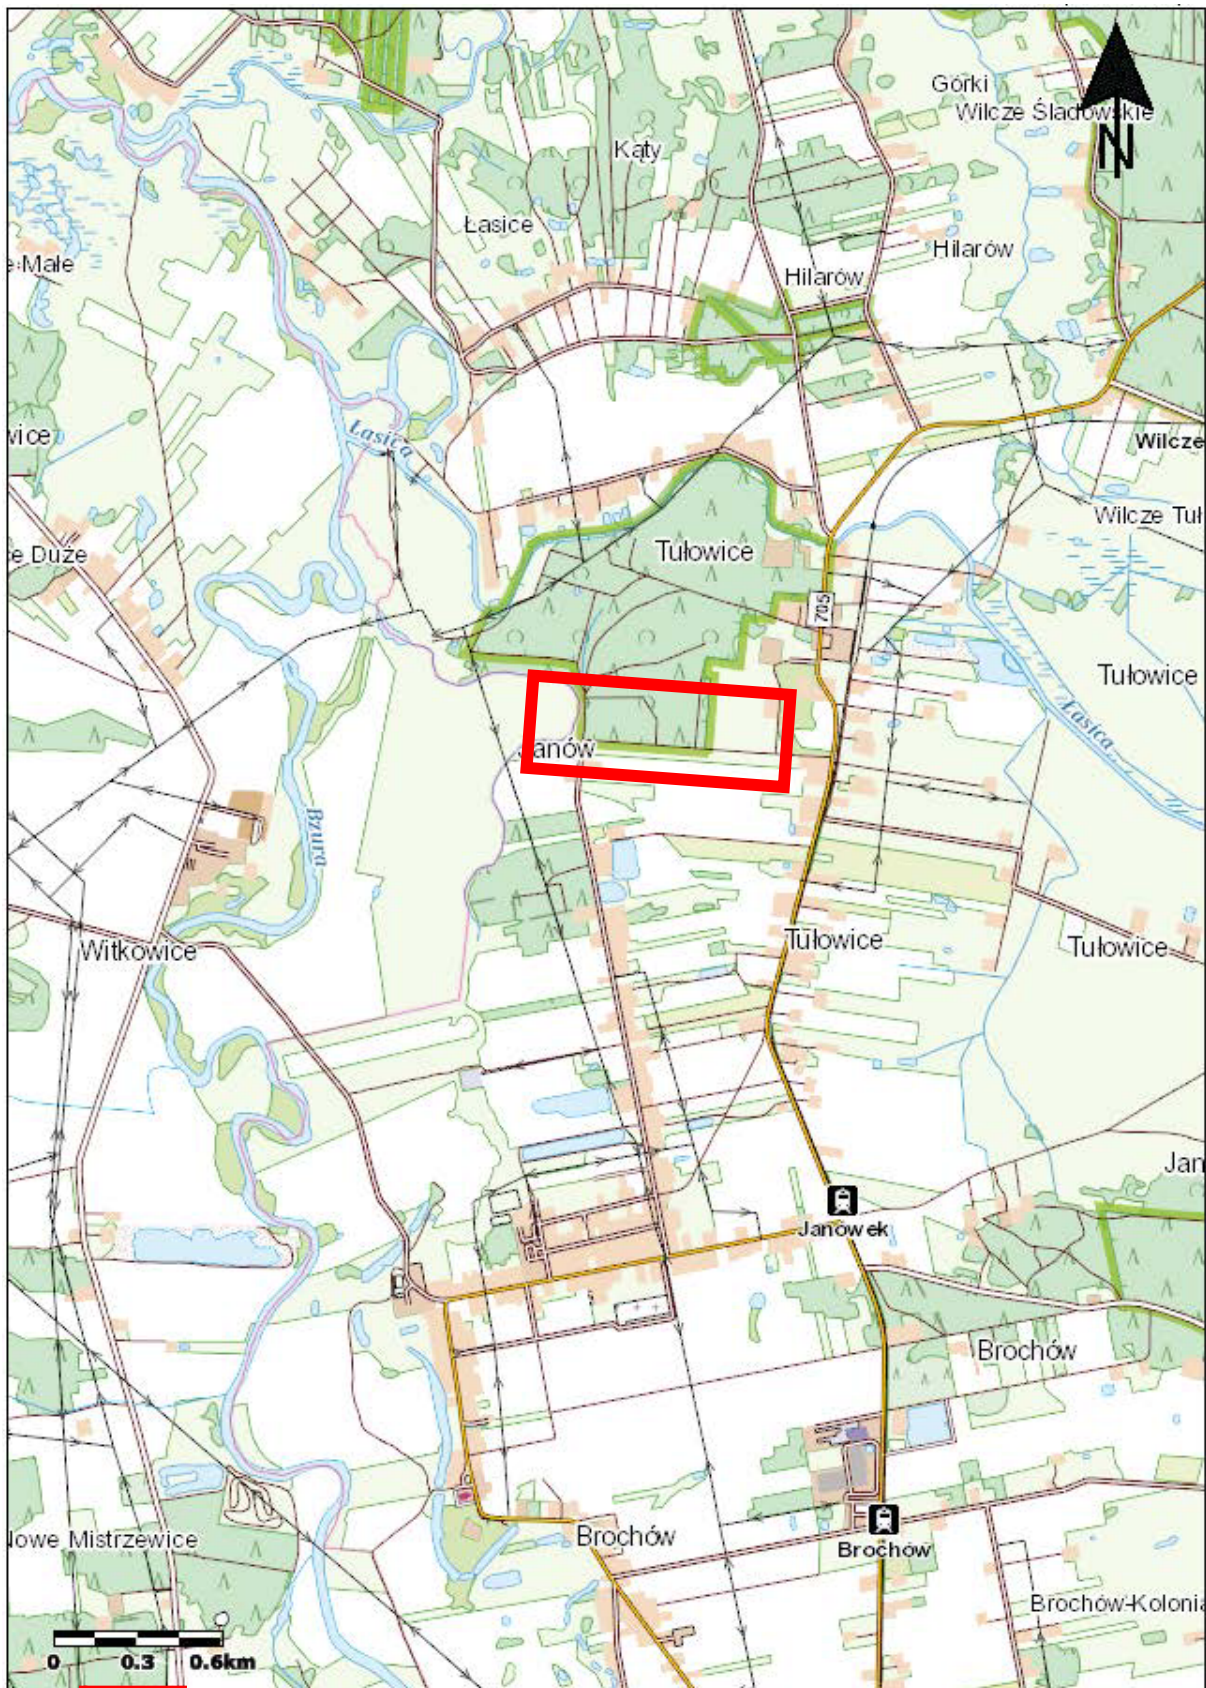 Górki
Wilcze Śladowskie
N
Kąty
Łasice
Hilarów
Hilarów
e Małe
Łasica
wice
Wilcze
Wilcze Tuł
e Duże
Tułowice
705
Tułowice
Łasica
Janów
Bzura
Witkowice
Tułowice
Tułowice
Jan
Janówek
Brochów
Nowe Mistrzewice
Brochów
Brochów
Brochów-Kolonia
0 0.3 0.6km